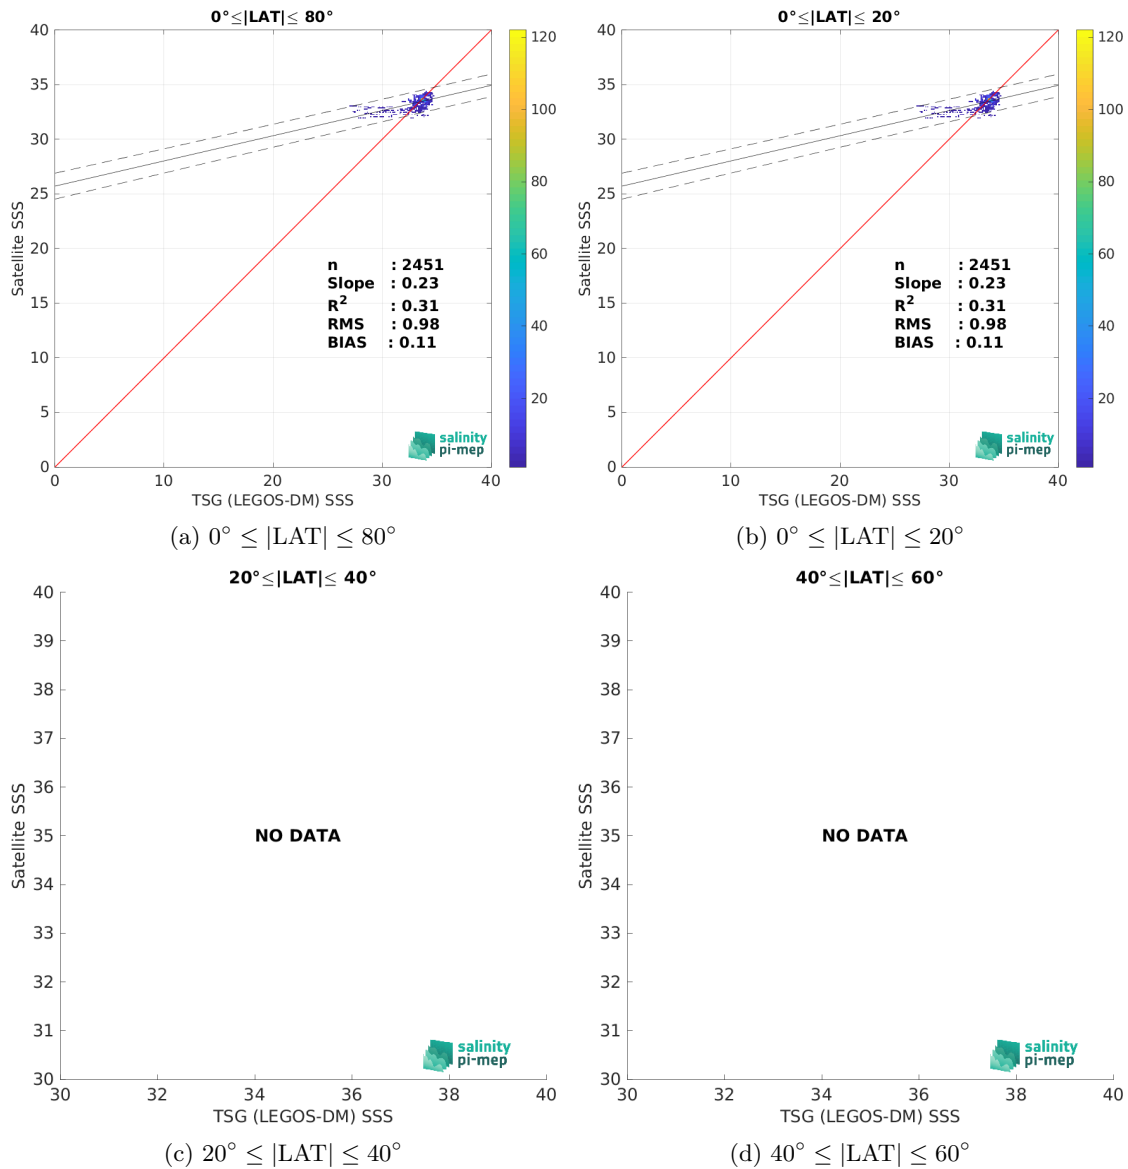 0°≤|LAT|≤ 80°
40
35
30
25
20
15
10
5
0
Satellite SSS
n : 2451
Slope : 0.23
R2 : 0.31
RMS : 0.98
BIAS : 0.11
salinity
pi-mep
0 10 20 30 40
TSG (LEGOS-DM) SSS
120
100
80
60
40
20
(a) 0° ≤ |LAT| ≤ 80°
0°≤|LAT|≤ 20°
40
35
30
25
20
15
10
5
0
Satellite SSS
n : 2451
Slope : 0.23
R2 : 0.31
RMS : 0.98
BIAS : 0.11
salinity
pi-mep
0 10 20 30 40
TSG (LEGOS-DM) SSS
120
100
80
60
40
20
(b) 0° ≤ |LAT| ≤ 20°
20°≤|LAT|≤ 40°
40
39
38
37
36
35
34
33
32
31
30
Satellite SSS
NO DATA
salinity
pi-mep
30 32 34 36 38 40
TSG (LEGOS-DM) SSS
(c) 20° ≤ |LAT| ≤ 40°
40°≤|LAT|≤ 60°
40
39
38
37
36
35
34
33
32
31
30
Satellite SSS
NO DATA
salinity
pi-mep
30 32 34 36 38 40
TSG (LEGOS-DM) SSS
(d) 40° ≤ |LAT| ≤ 60°